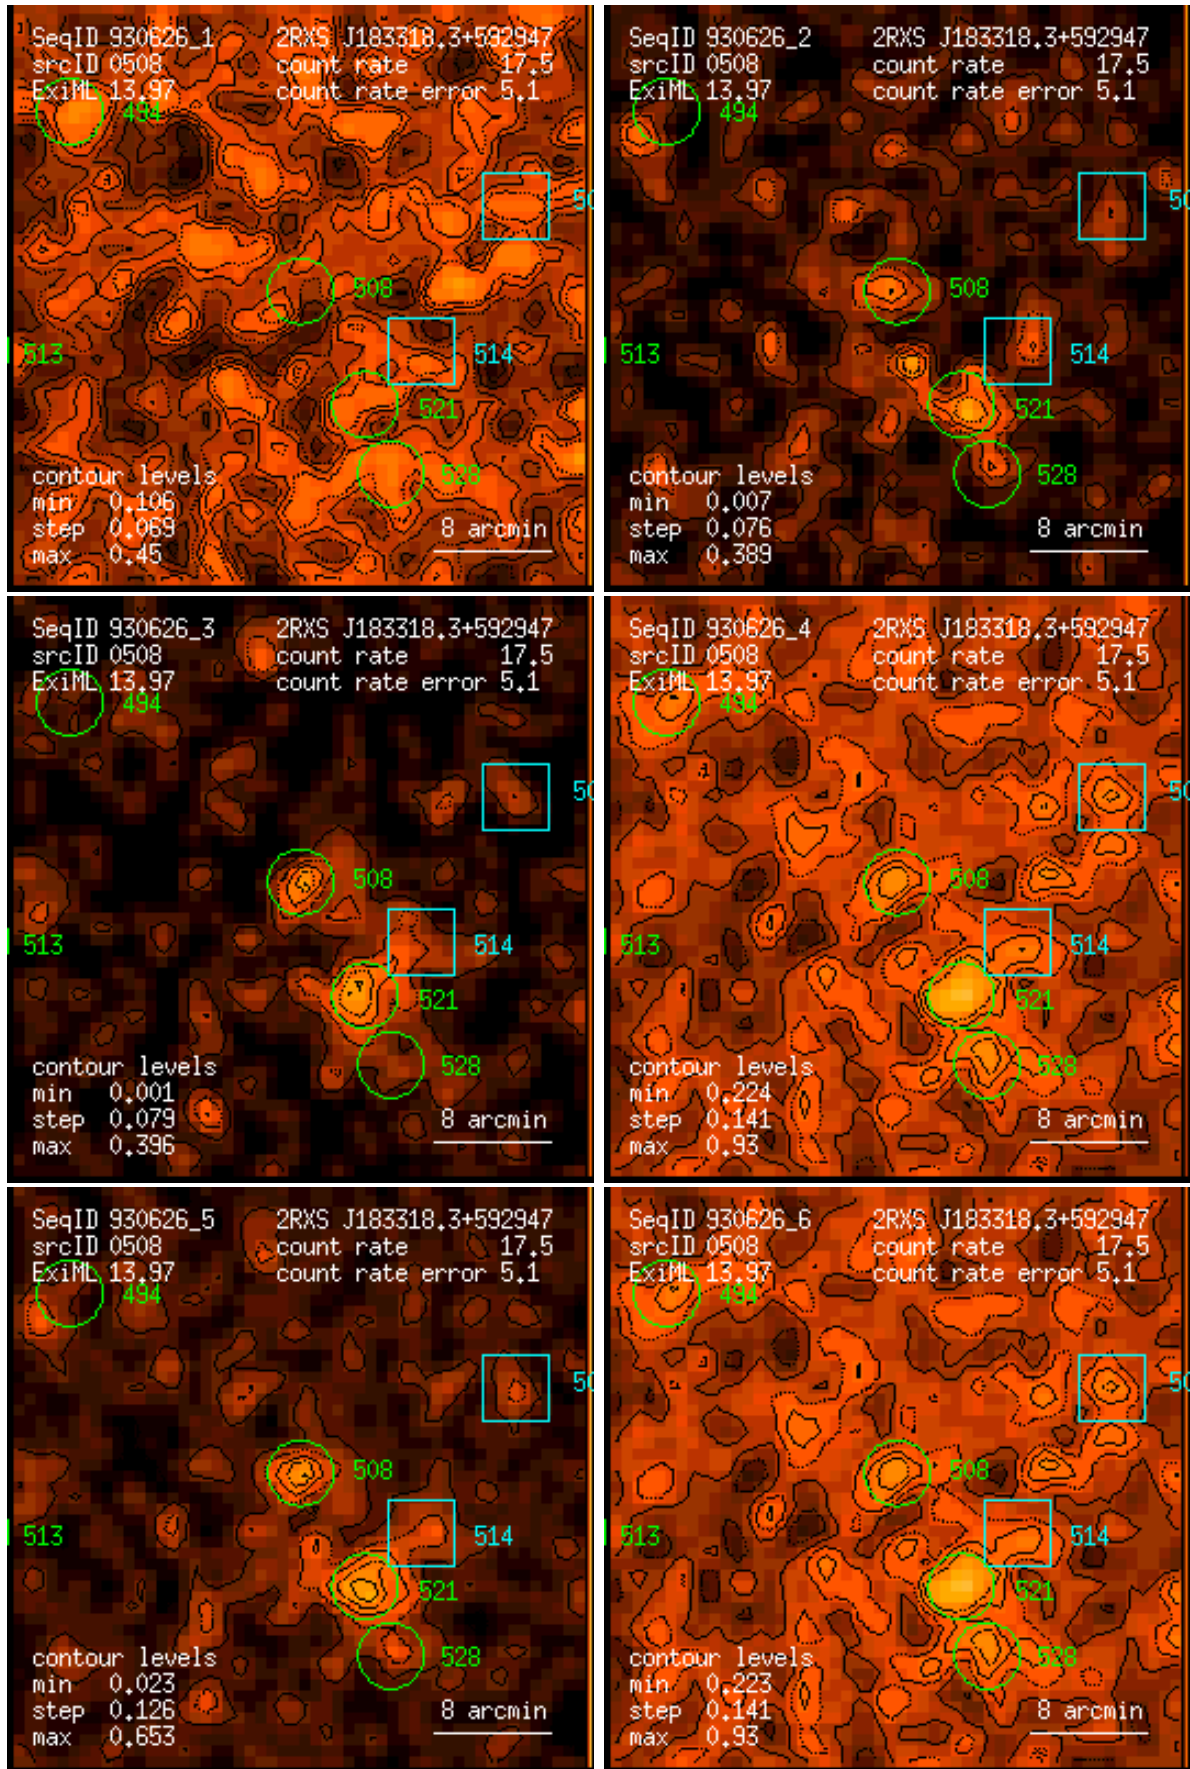 SeqID 930626_1 2RXS J183318.3+592947
srcID 0508 count rate 17.5
ExiML 13.97 count rate error 5.1
494
50
508
513 514
521
528
contour levels
min 0.106
step 0.069 8 arcmin
max 0.45
SeqID 930626_2 2RXS J183318.3+592947
srcID 0508 count rate 17.5
ExiML 13.97 count rate error 5.1
494
50
508
513 514
521
528
contour levels
min 0.007
step 0.076 8 arcmin
max 0.389
SeqID 930626_3 2RXS J183318.3+592947
srcID 0508 count rate 17.5
ExiML 13.97 count rate error 5.1
494
50
508
513 514
521
528
contour levels
min 0.001
step 0.079 8 arcmin
max 0.396
SeqID 930626_4 2RXS J183318.3+592947
srcID 0508 count rate 17.5
ExiML 13.97 count rate error 5.1
494
50
508
513 514
521
528
contour levels
min 0.224
step 0.141 8 arcmin
max 0.93
SeqID 930626_5 2RXS J183318.3+592947
srcID 0508 count rate 17.5
ExiML 13.97 count rate error 5.1
494
50
508
513 514
521
528
contour levels
min 0.023
step 0.126 8 arcmin
max 0.653
SeqID 930626_6 2RXS J183318.3+592947
srcID 0508 count rate 17.5
ExiML 13.97 count rate error 5.1
494
50
508
513 514
521
528
contour levels
min 0.223
step 0.141 8 arcmin
max 0.93